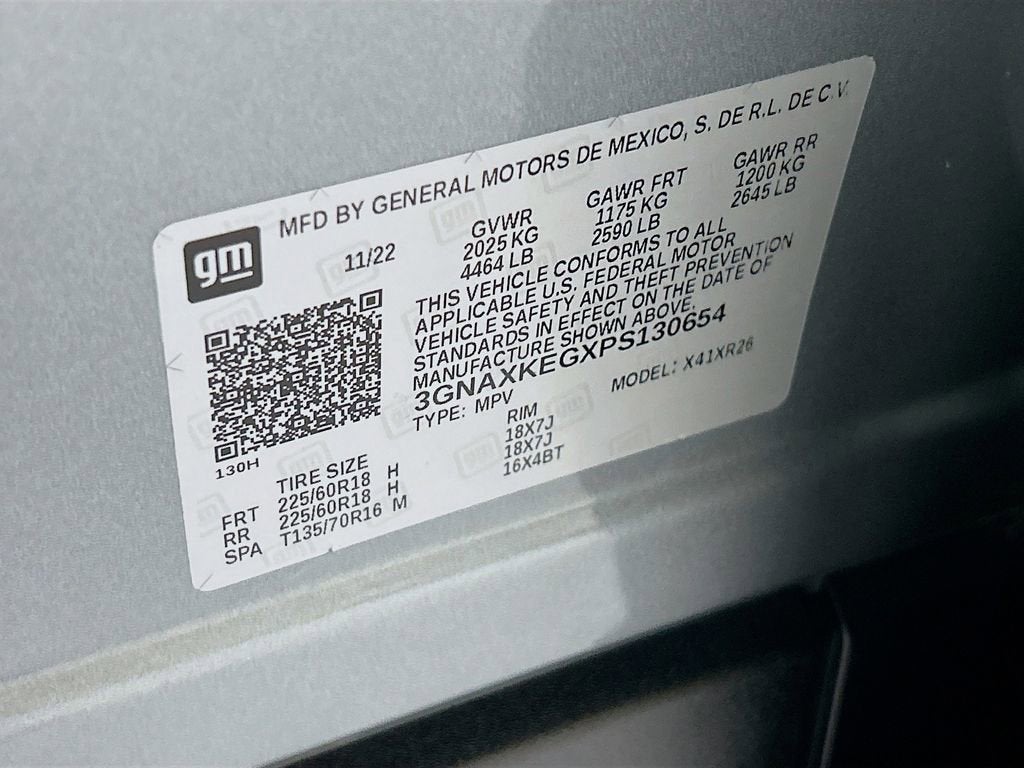 gm
MFD BY GENERAL MOTORS DE MEXICO, S. DE R.L. DE C.V.
11/22
GVWR GAWR FRT GAWR RR
2025 KG 1175 KG 1200 KG
4464 LB 2590 LB 2645 LB
THIS VEHICLE CONFORMS TO ALL
APPLICABLE U.S. FEDERAL MOTOR
VEHICLE SAFETY AND THEFT PREVENTION
STANDARDS IN EFFECT ON THE DATE OF
MANUFACTURE SHOWN ABOVE.
3GNAXKEGXPS130654
TYPE: MPV MODEL: X41XR26
130H
TIRE SIZE RIM
FRT 225/60R18 H 18X7J
RR 225/60R18 H 18X7J
SPA T135/70R16 M 16X4BT